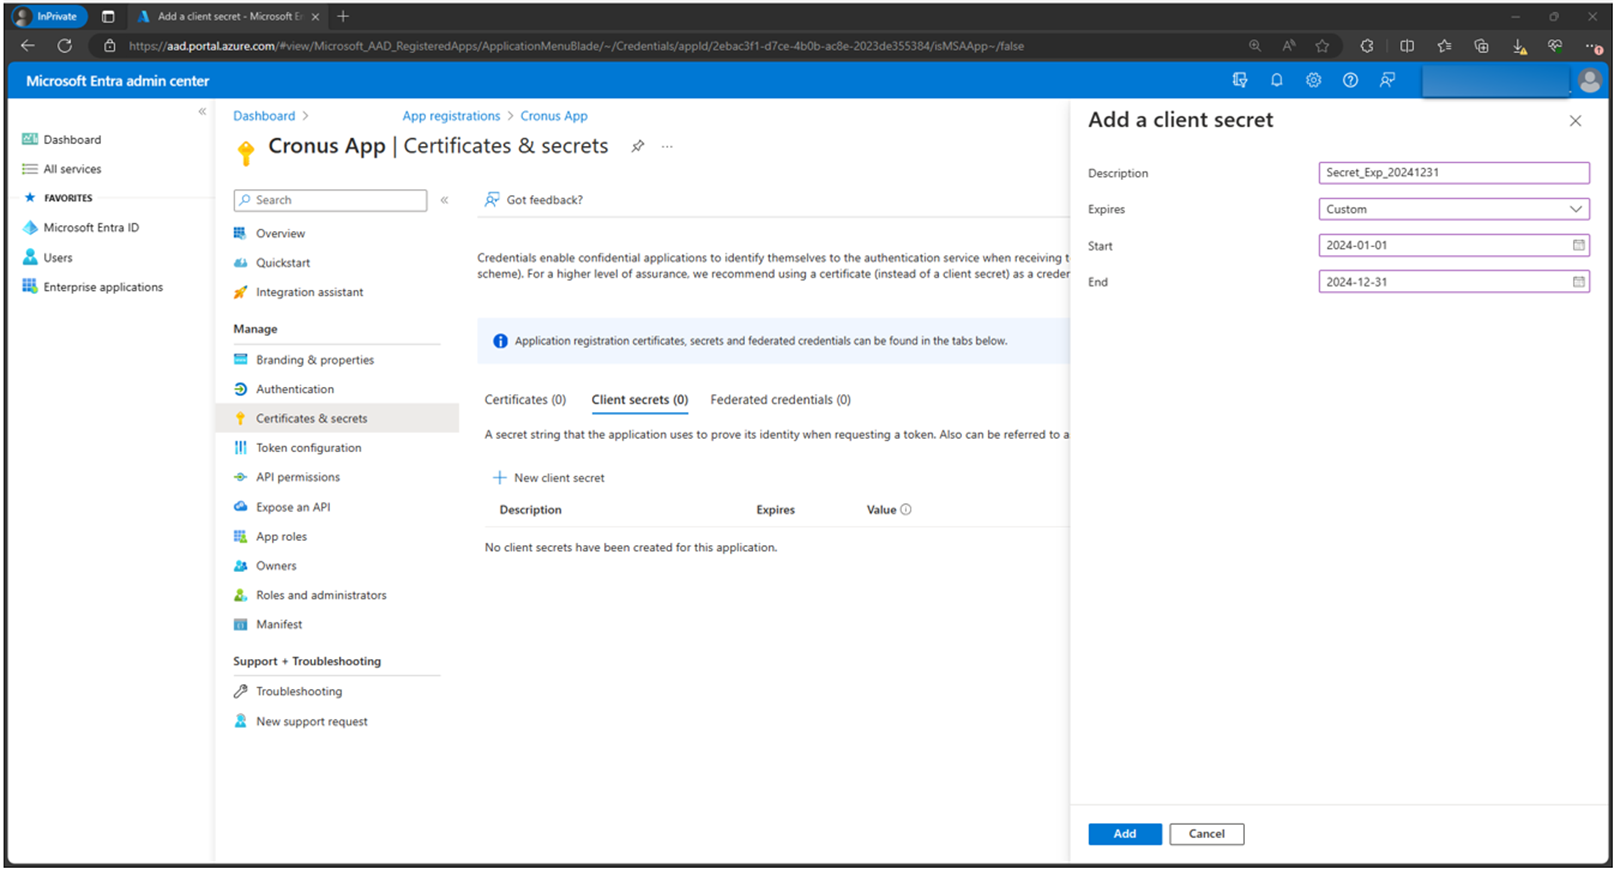 InPrivate
Add a client secret - Microsoft En
https://aad.portal.azure.com/#view/Microsoft_AAD_RegisteredApps/ApplicationMenuBlade/~/Credentials/appId/2ebac3f1-d7ce-4b0b-ac8e-2023de355384/isMSAApp~/false
Microsoft Entra admin center
Dashboard
All services
FAVORITES
Microsoft Entra ID
Users
Enterprise applications
Dashboard > App registrations > Cronus App
Cronus App | Certificates & secrets
Search
Overview
Quickstart
Integration assistant
Manage
Branding & properties
Authentication
Certificates & secrets
Token configuration
API permissions
Expose an API
App roles
Owners
Roles and administrators
Manifest
Support + Troubleshooting
Troubleshooting
New support request
Got feedback?
Credentials enable confidential applications to identify themselves to the authentication service when receiving t
scheme). For a higher level of assurance, we recommend using a certificate (instead of a client secret) as a creder
Application registration certificates, secrets and federated credentials can be found in the tabs below.
Certificates (0) Client secrets (0) Federated credentials (0)
A secret string that the application uses to prove its identity when requesting a token. Also can be referred to a
New client secret
Description Expires Value
No client secrets have been created for this application.
Add a client secret
Description Secret_Exp_20241231
Expires Custom
Start 2024-01-01
End 2024-12-31
Add Cancel